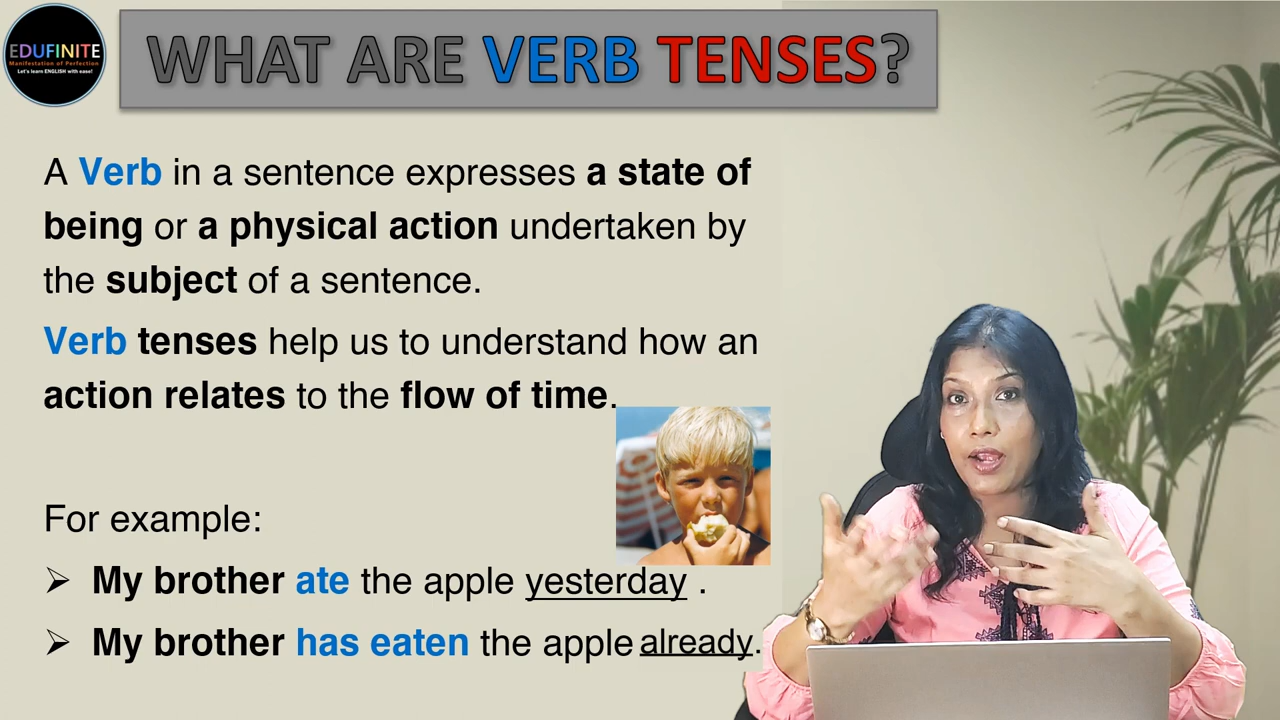 EDUFINITE
Manifestation of Perfection
Let's learn ENGLISH with ease!
WHAT ARE VERB TENSES?
A Verb in a sentence expresses a state of
being or a physical action undertaken by
the subject of a sentence.
Verb tenses help us to understand how an
action relates to the flow of time.
For example:
➢ My brother ate the apple yesterday .
➢ My brother has eaten the apple already.